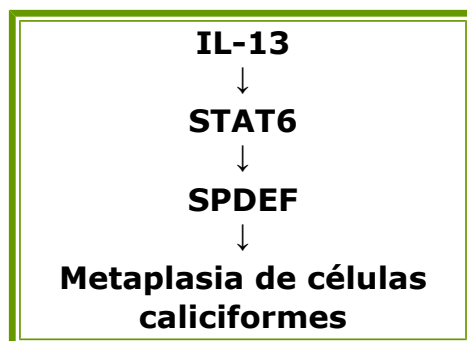 IL-13
↓
STAT6
↓
SPDEF
↓
Metaplasia de células
caliciformes